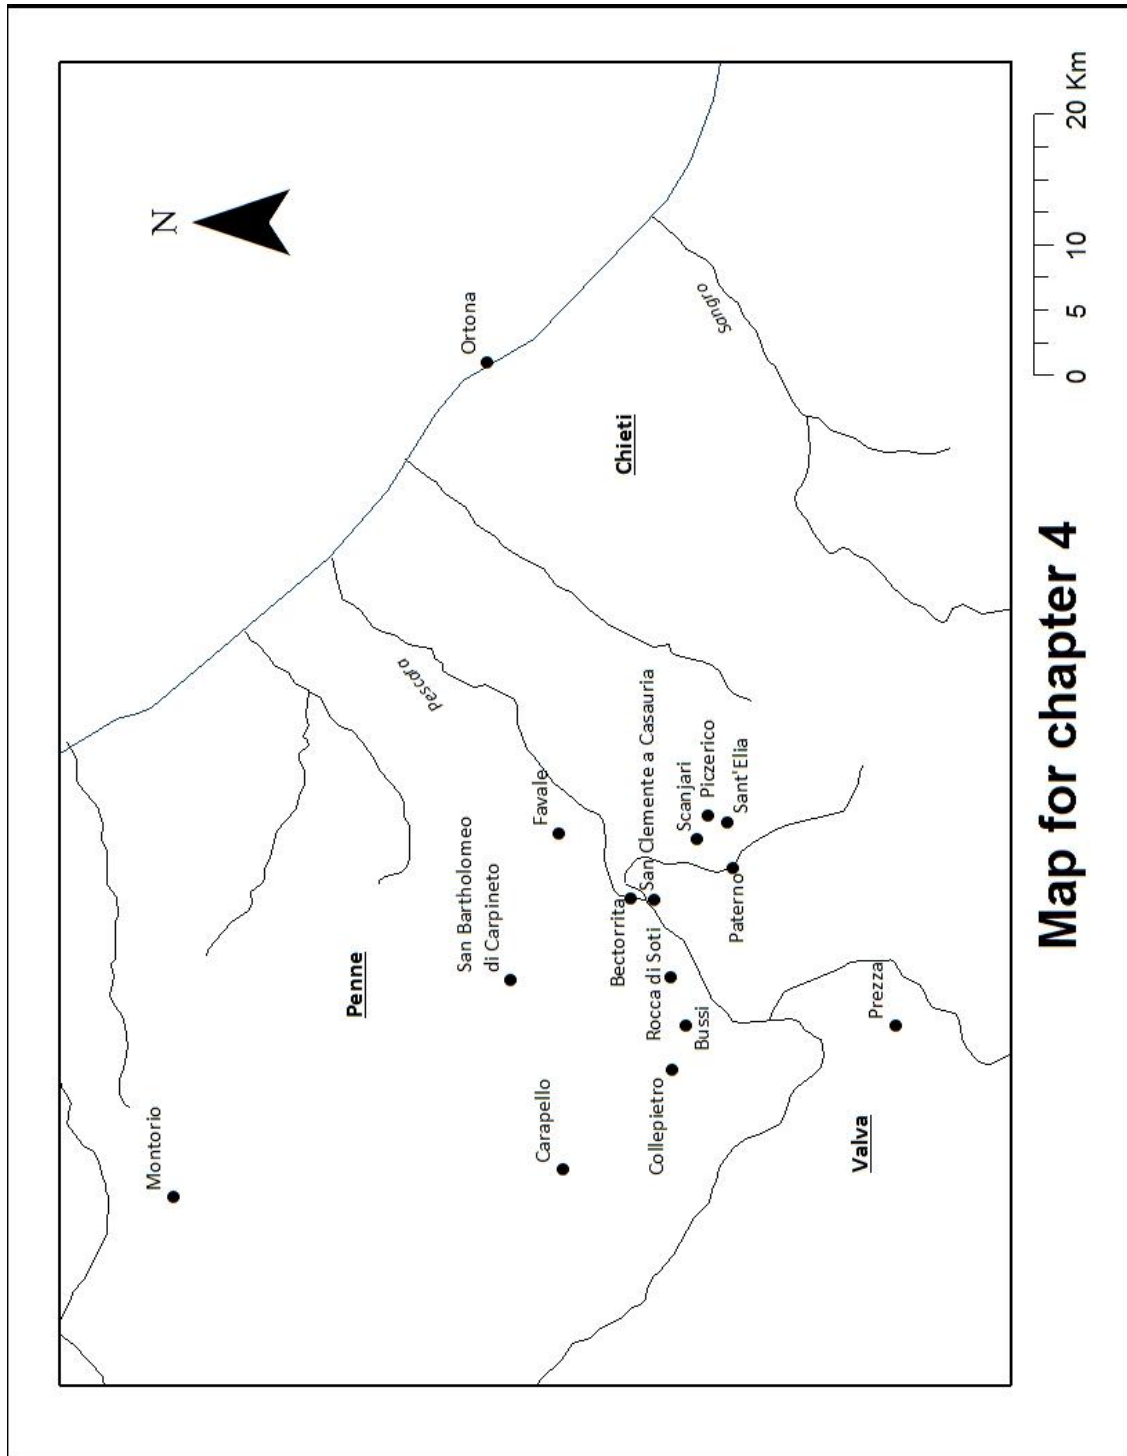 N
Montorio
Penne
Pescara
San Bartholomeo
di Carpineto
Ortona
Carapello
Favale
Bectorrita
Chieti
San Clemente a Casauria
Rocca di Soti
Collepietro
Scanjari
Bussi
Piczerico
Sangro
Paterno
Sant'Elia
Valva
Prezza
Map for chapter 4
0 5 10 20 Km